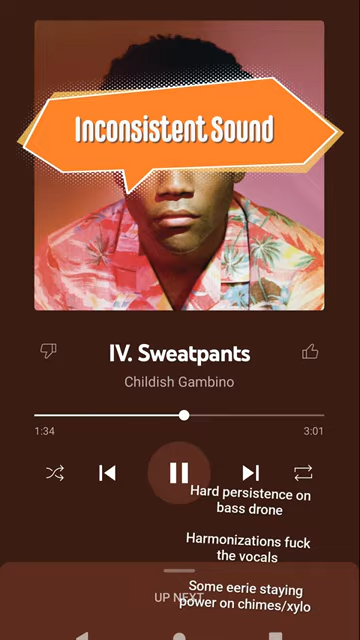 Inconsistent Sound
IV. Sweatpants
Childish Gambino
1:34
3:01
Hard persistence on
bass drone
Harmonizations fuck
the vocals
Some eerie staying
UP NEXT
power on chimes/xylo